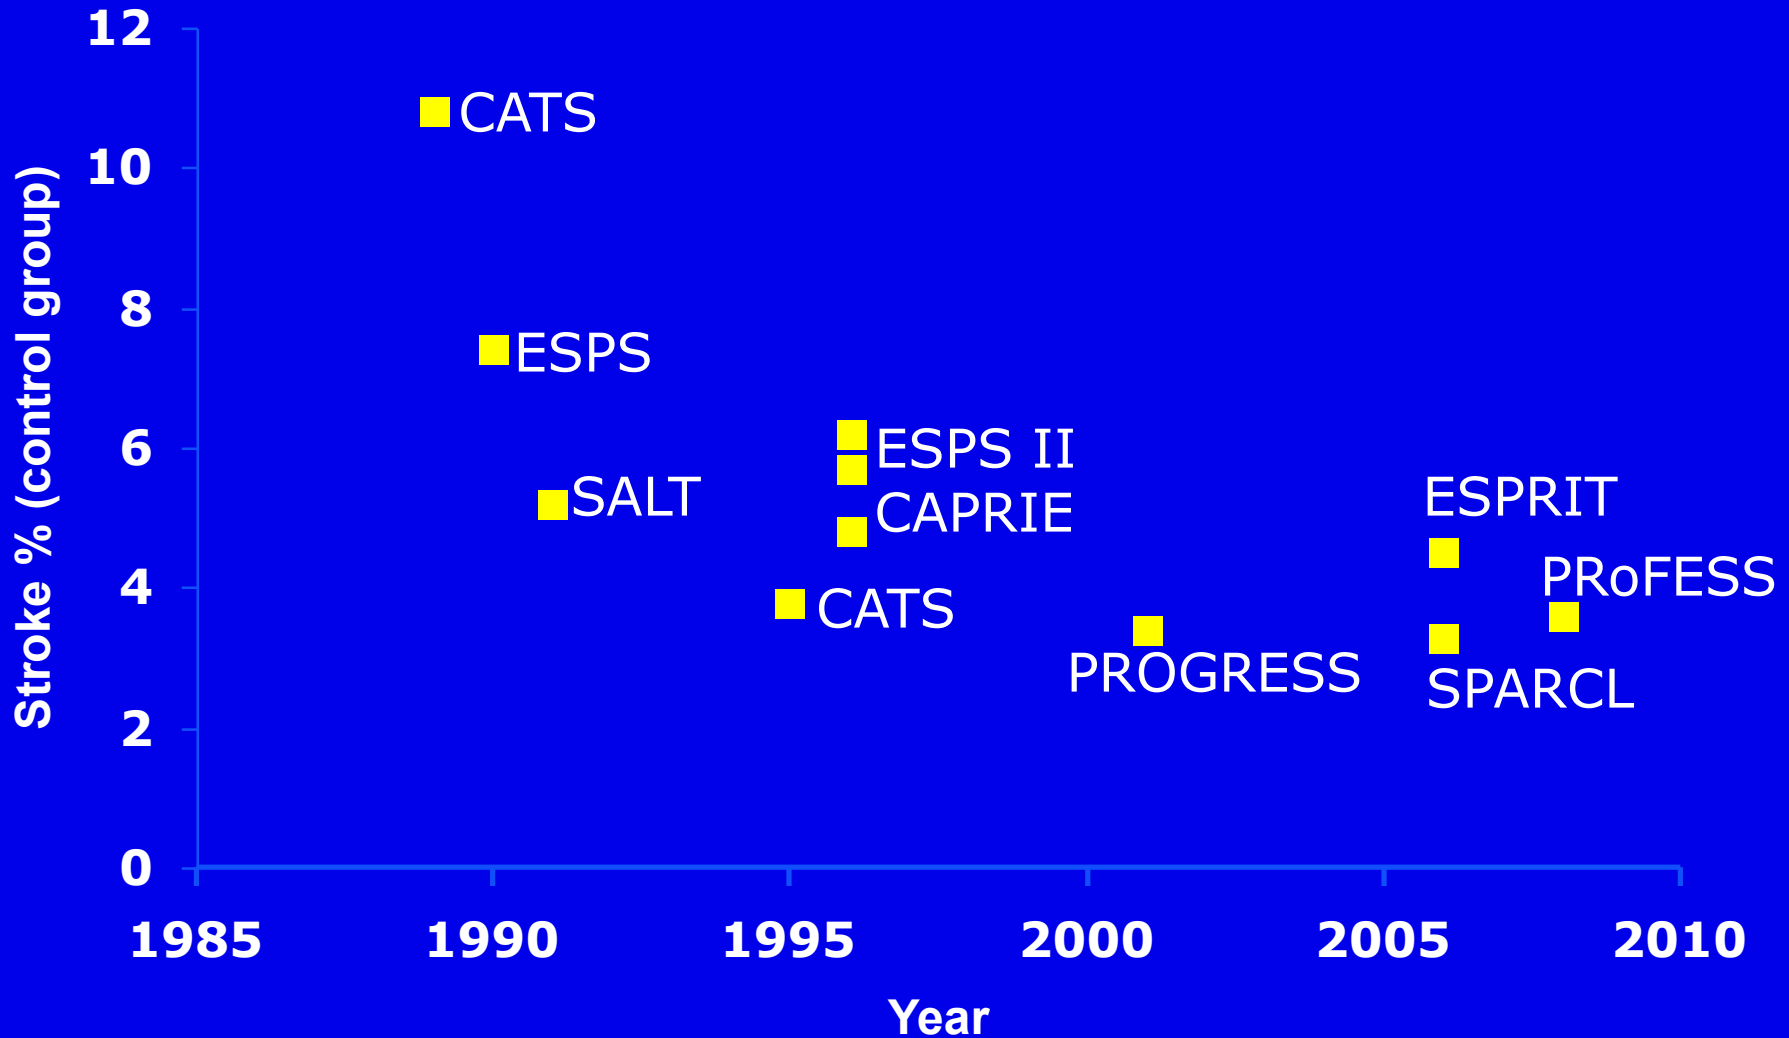 Stroke % (control group)
12
10
8
6
4
2
0
CATS
ESPS
SALT
ESPS II
CAPRIE
CATS
PROGRESS
ESPRIT
PRoFESS
SPARCL
1985 1990 1995 2000 2005 2010
Year